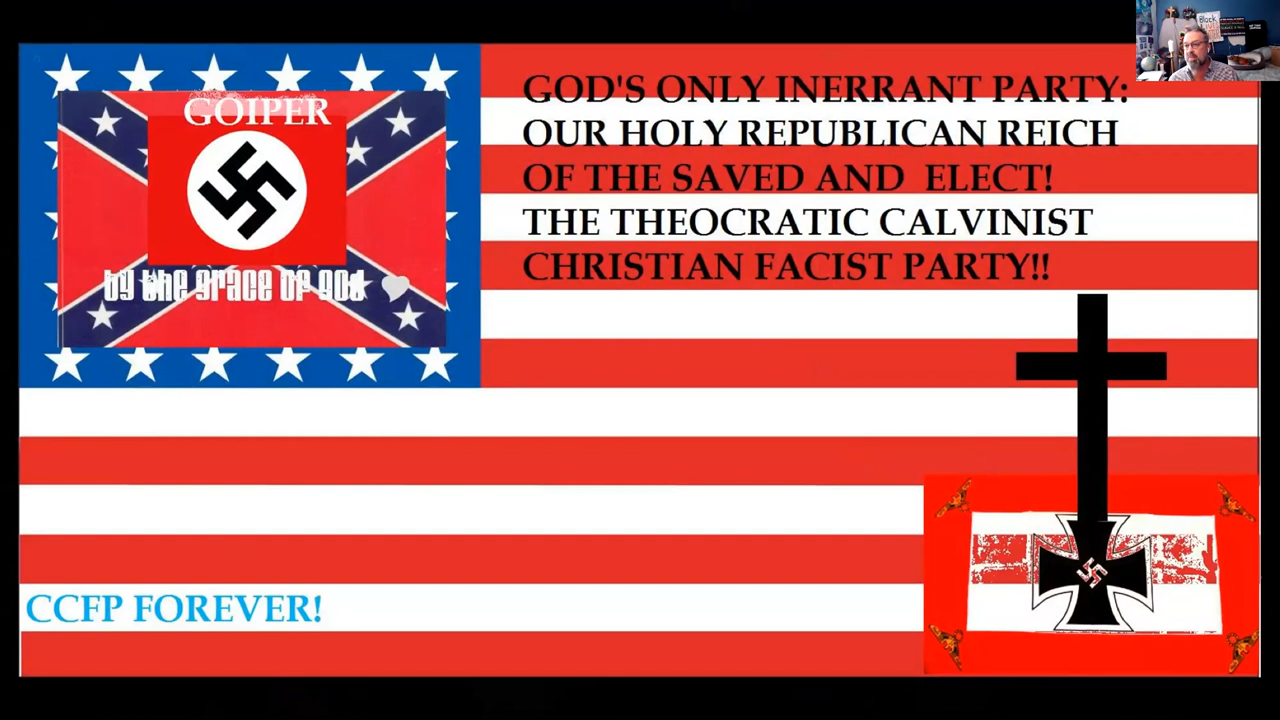 GOIPER
by the grace of god
GOD'S ONLY INERRANT PARTY:
OUR HOLY REPUBLICAN REICH
OF THE SAVED AND ELECT!
THE THEOCRATIC CALVINIST
CHRISTIAN FACIST PARTY!!
CCFP FOREVER!
Black